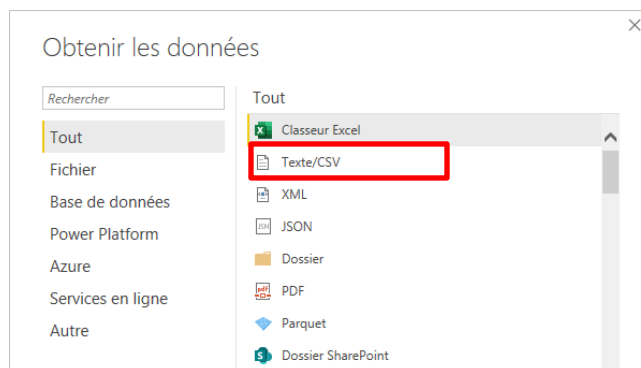 Obtenir les données
Rechercher
Tout
Fichier
Base de données
Power Platform
Azure
Services en ligne
Autre
Tout
Classeur Excel
Texte/CSV
XML
JSON
Dossier
PDF
Parquet
Dossier SharePoint